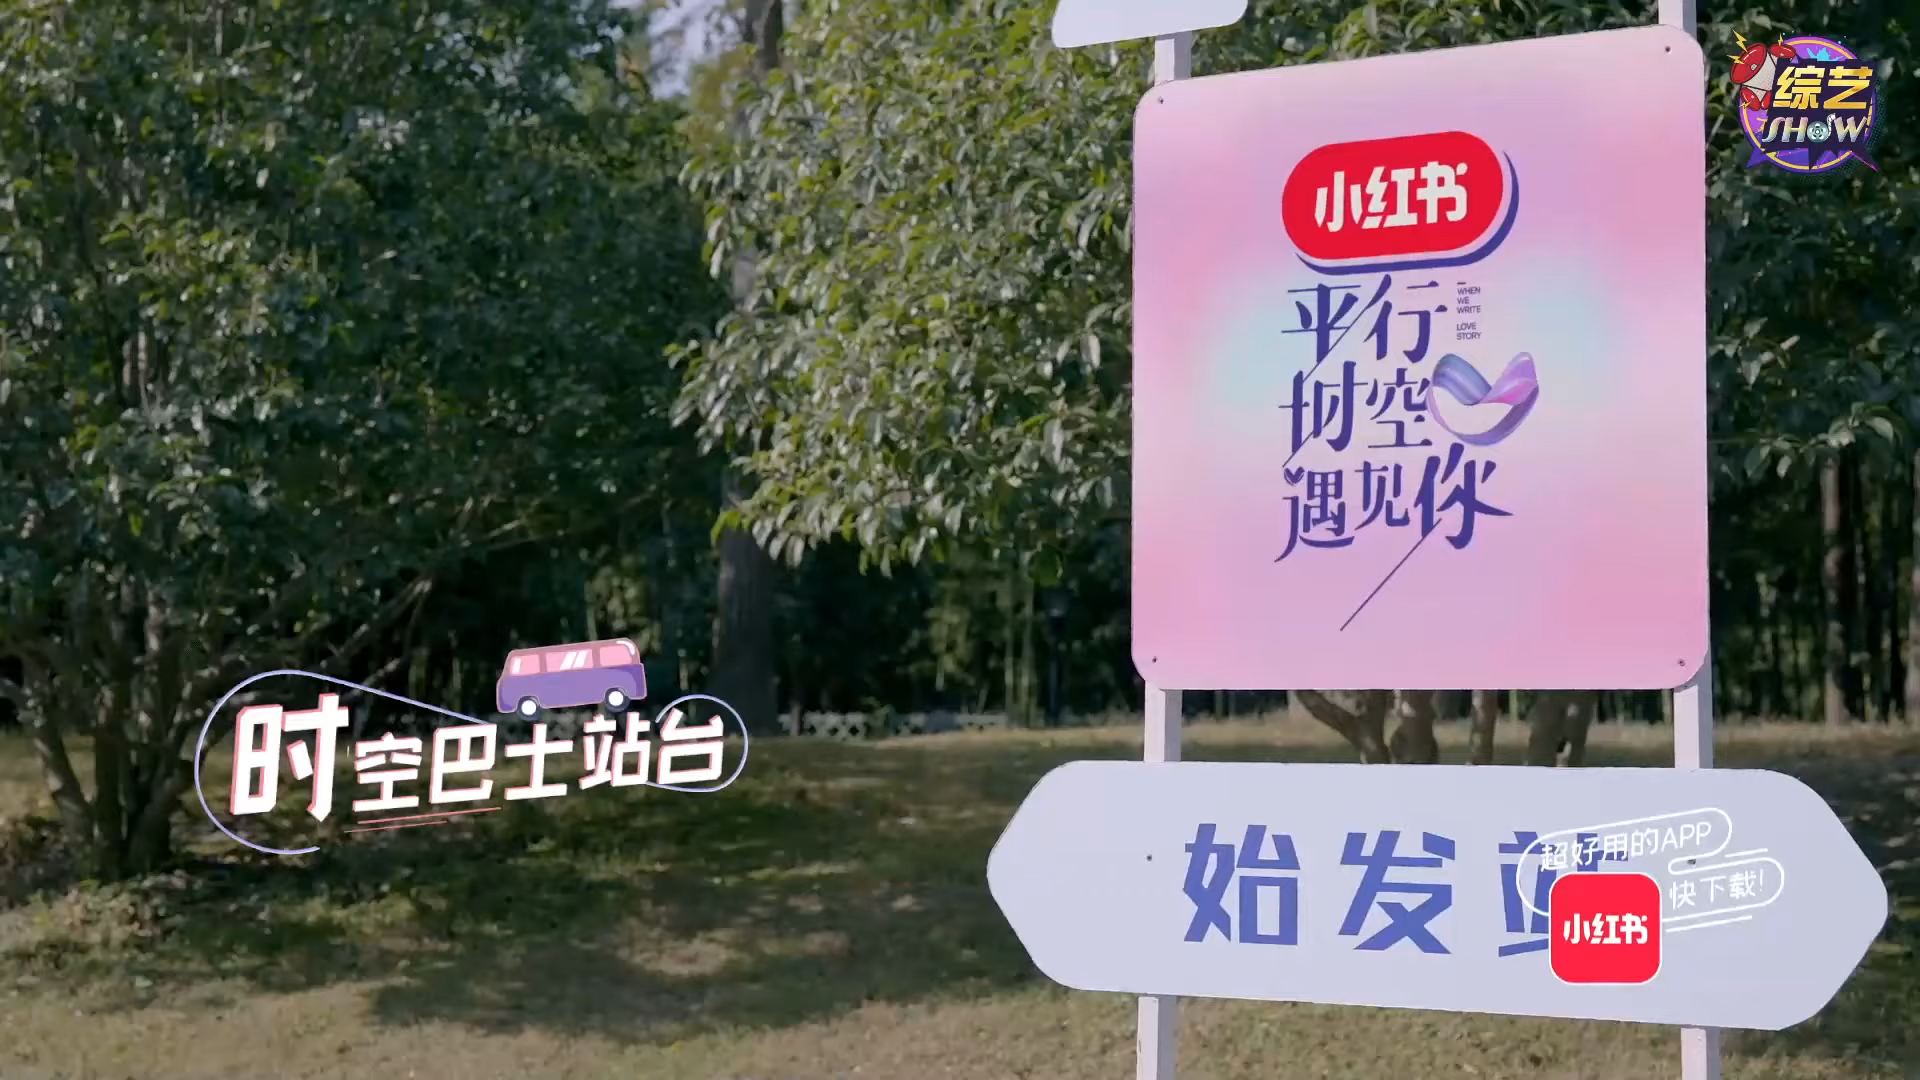 综艺
SHOW
小红书
平行
WHEN
WE
WRITE
LOVE
STORY
时空
遇见你
时空巴士站台
始发站
超好用的APP
快下载!
小红书